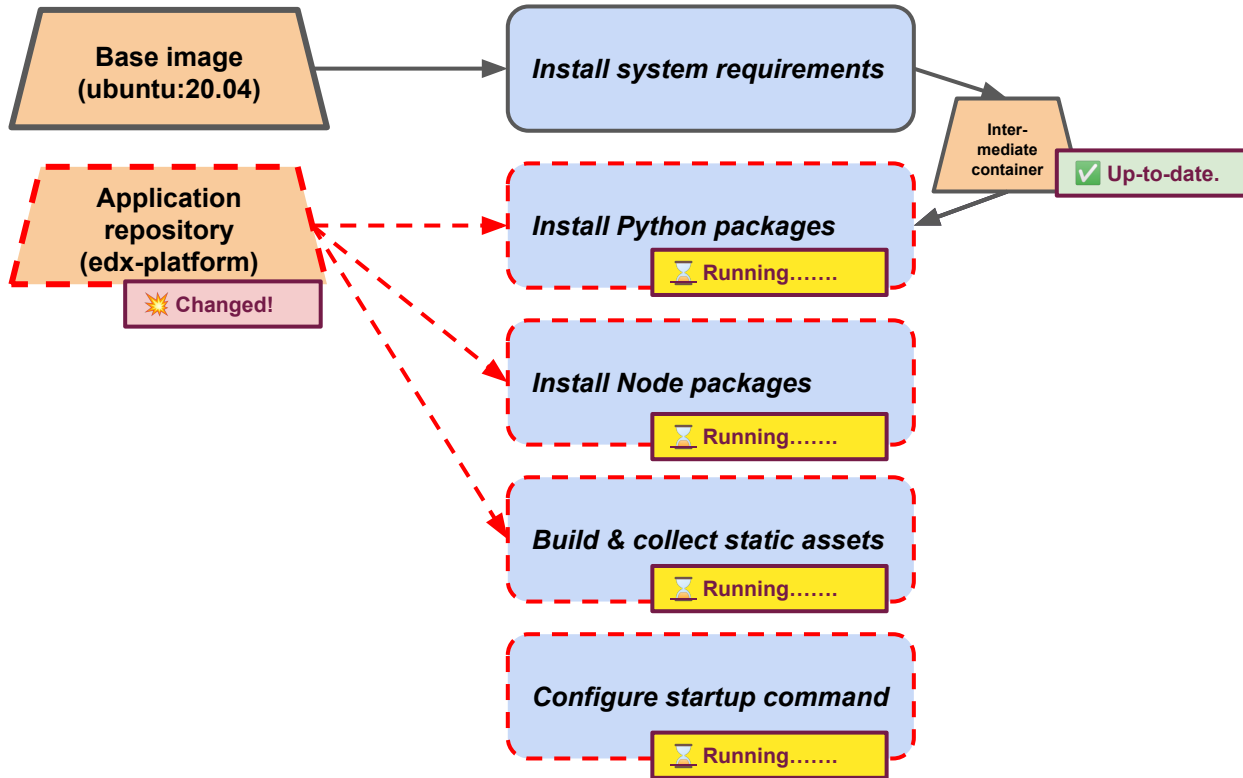 Base image
(ubuntu:20.04)
Install system requirements
Inter-
mediate
container
✅ Up-to-date.
Application
repository
(edx-platform)
💥 Changed!
Install Python packages
⏳ Running…….
Install Node packages
⏳ Running…….
Build & collect static assets
⏳ Running…….
Configure startup command
⏳ Running…….